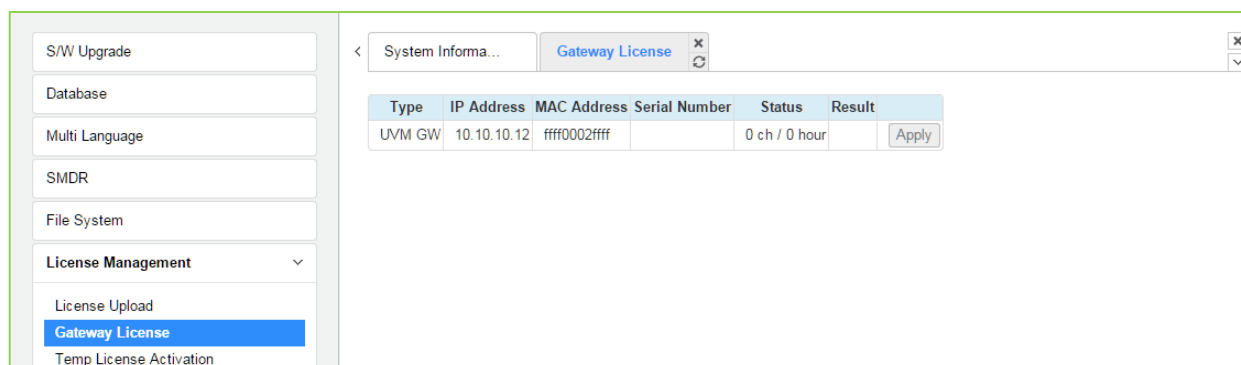 S/W Upgrade
Database
Multi Language
SMDR
File System
License Management
License Upload
Gateway License
Temp License Activation
System Informa... Gateway License
Type IP Address MAC Address Serial Number Status Result
UVM GW 10.10.10.12 ffff0002ffff 0 ch / 0 hour Apply